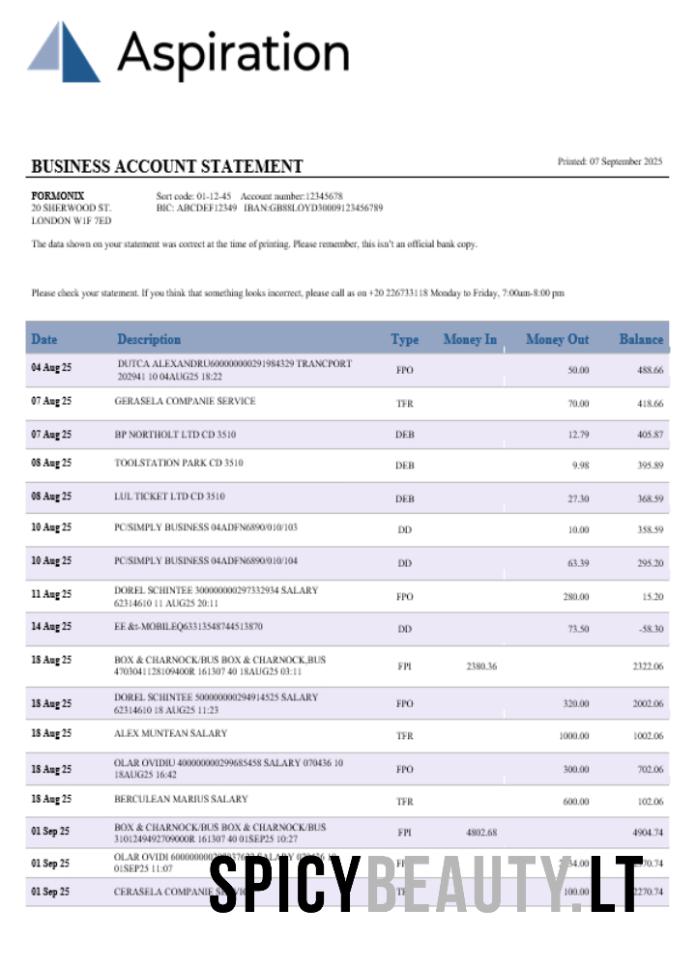 Aspiration
BUSINESS ACCOUNT STATEMENT
Printed: 07 September 2025
FORMONIX
20 SHERWOOD ST.
LONDON W1F 7ED
Sort code: 01-12-45 Account number:12345678
BIC: ABCDEF12349 IBAN:GB88LOYD30009123456789
The data shown on your statement was correct at the time of printing. Please remember, this isn't an official bank copy.
Please check your statement. If you think that something looks incorrect, please call as on +20 226733118 Monday to Friday, 7:00am-8:00 pm
Date Description Type Money In Money Out Balance
04 Aug 25 DUTCA ALEXANDRU600000000291984329 TRANCPORT FPO 50.00 488.66
202941 10 04AUG25 18:22
07 Aug 25 GERASELA COMPANIE SERVICE TFR 70.00 418.66
07 Aug 25 BP NORTHOLT LTD CD 3510 DEB 12.79 405.87
08 Aug 25 TOOLSTATION PARK CD 3510 DEB 9.98 395.89
08 Aug 25 LUL TICKET LTD CD 3510 DEB 27.30 368.59
10 Aug 25 PC/SIMPLY BUSINESS 04ADFN6890/010/103 DD 10.00 358.59
10 Aug 25 PC/SIMPLY BUSINESS 04ADFN6890/010/104 DD 63.39 295.20
11 Aug 25 DOREL SCHINTEE 300000000297332934 SALARY FPO 280.00 15.20
62314610 11 AUG25 20:11
14 Aug 25 EE &t-MOBILEQ63313548744513870 DD 73.50 -58.30
18 Aug 25 BOX & CHARNOCK/BUS BOX & CHARNOCK,BUS FPI 2380.36 2322.06
4703041128109400R 161307 40 18AUG25 03:11
18 Aug 25 DOREL SCHINTEE 500000000294914525 SALARY FPO 320.00 2002.06
62314610 18 AUG25 11:23
18 Aug 25 ALEX MUNTEAN SALARY TFR 1000.00 1002.06
18 Aug 25 OLAR OVIDIU 400000000299685458 SALARY 070436 10 FPO 300.00 702.06
18AUG25 16:42
18 Aug 25 BERCULEAN MARIUS SALARY TFR 600.00 102.06
01 Sep 25 BOX & CHARNOCK/BUS BOX & CHARNOCK/BUS FPI 4802.68 4904.74
3101249492709000R 161307 40 01SEP25 10:27
01 Sep 25 OLAR OVIDI
01SEP25 11:07
01 Sep 25 CERASELA COMPANIE 100.00 2270.74
SPICYBEAUTY.LT